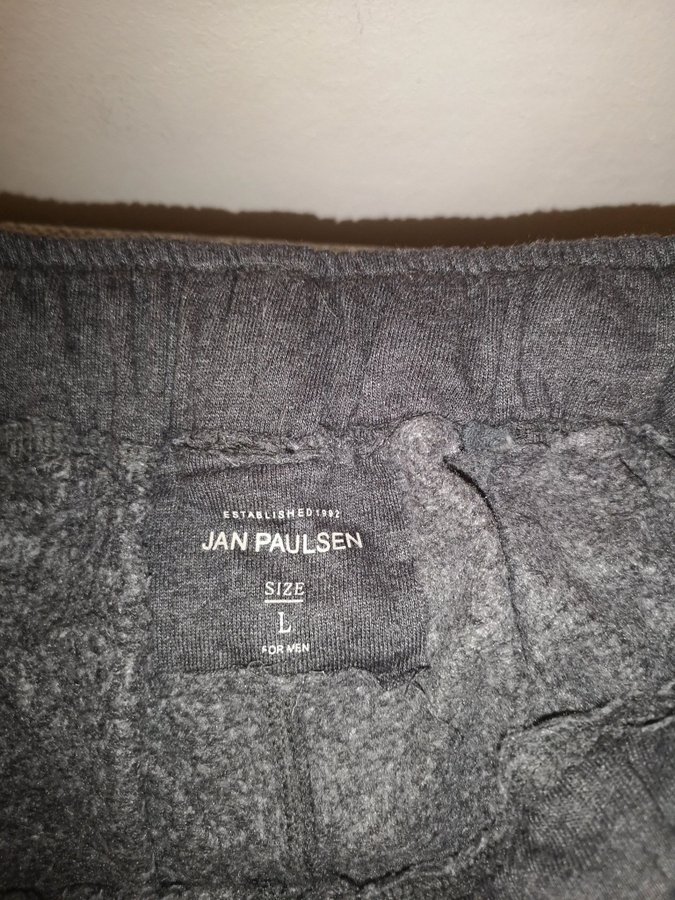 ESTABLISHED 1992
JAN PAULSEN
SIZE
L
FOR MEN